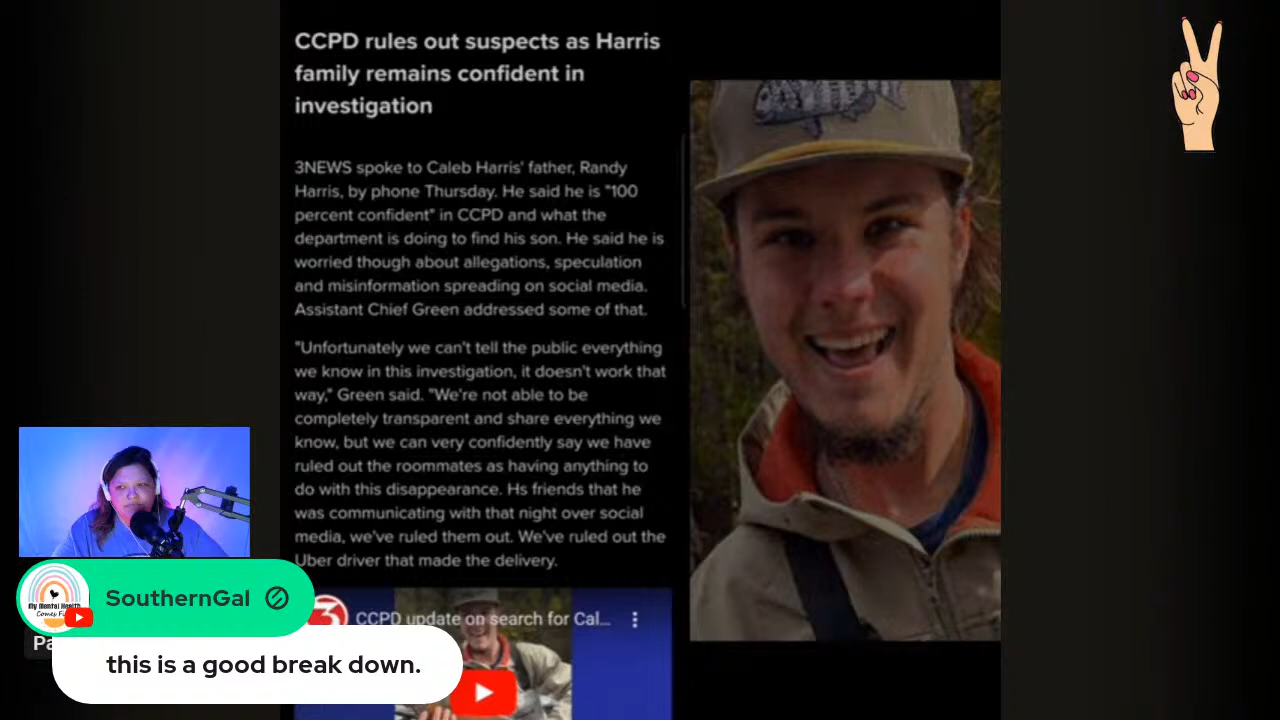 CCPD rules out suspects as Harris
family remains confident in
investigation
3NEWS spoke to Caleb Harris' father, Randy
Harris, by phone Thursday. He said he is "100
percent confident" in CCPD and what the
department is doing to find his son. He said he is
worried though about allegations, speculation
and misinformation spreading on social media.
Assistant Chief Green addressed some of that.
"Unfortunately we can't tell the public everything
we know in this investigation, it doesn't work that
way," Green said. "We're not able to be
completely transparent and share everything we
know, but we can very confidently say we have
ruled out the roommates as having anything to
do with this disappearance. Hs friends that he
was communicating with that night over social
media, we've ruled them out. We've ruled out the
Uber driver that made the delivery.
3
CCPD update on search for Cal...
My Mental Health
Comes Fi
SouthernGal
Pa
this is a good break down.